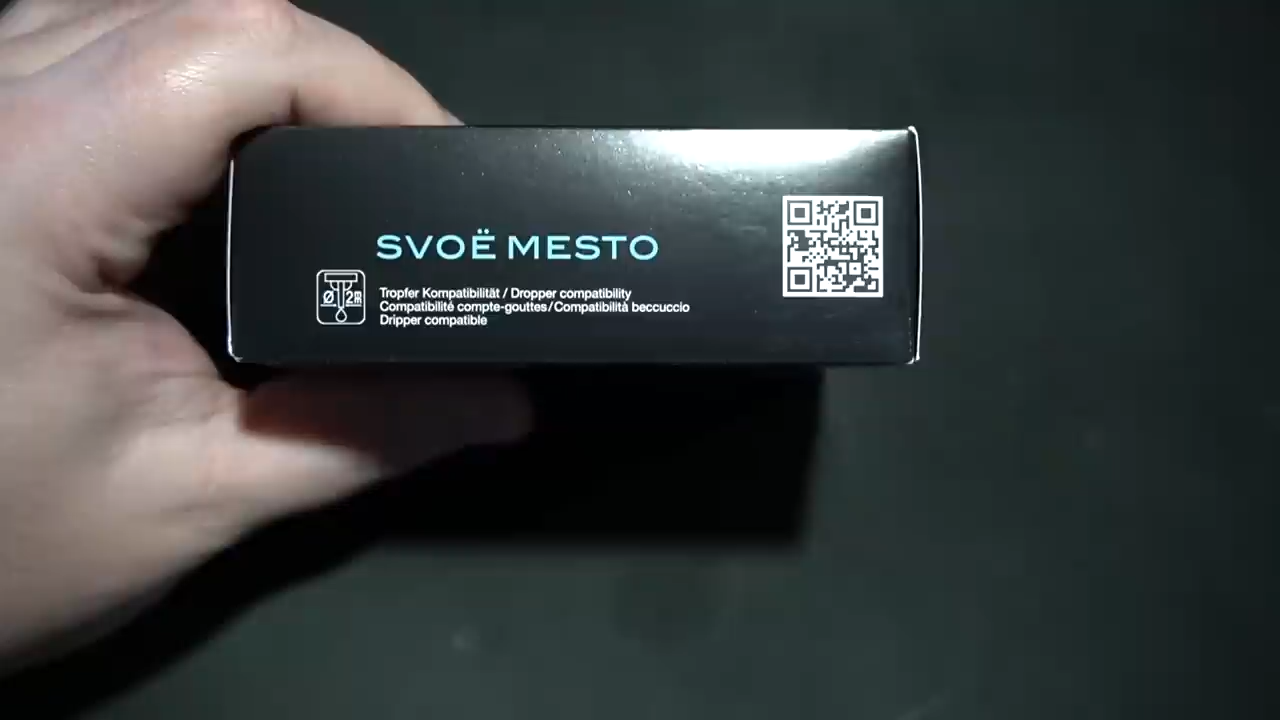 SVOË MESTO
Tropfer Kompatibilität / Dropper compatibility
Compatibilité compte-gouttes/Compatibilità beccuccio
Dripper compatible